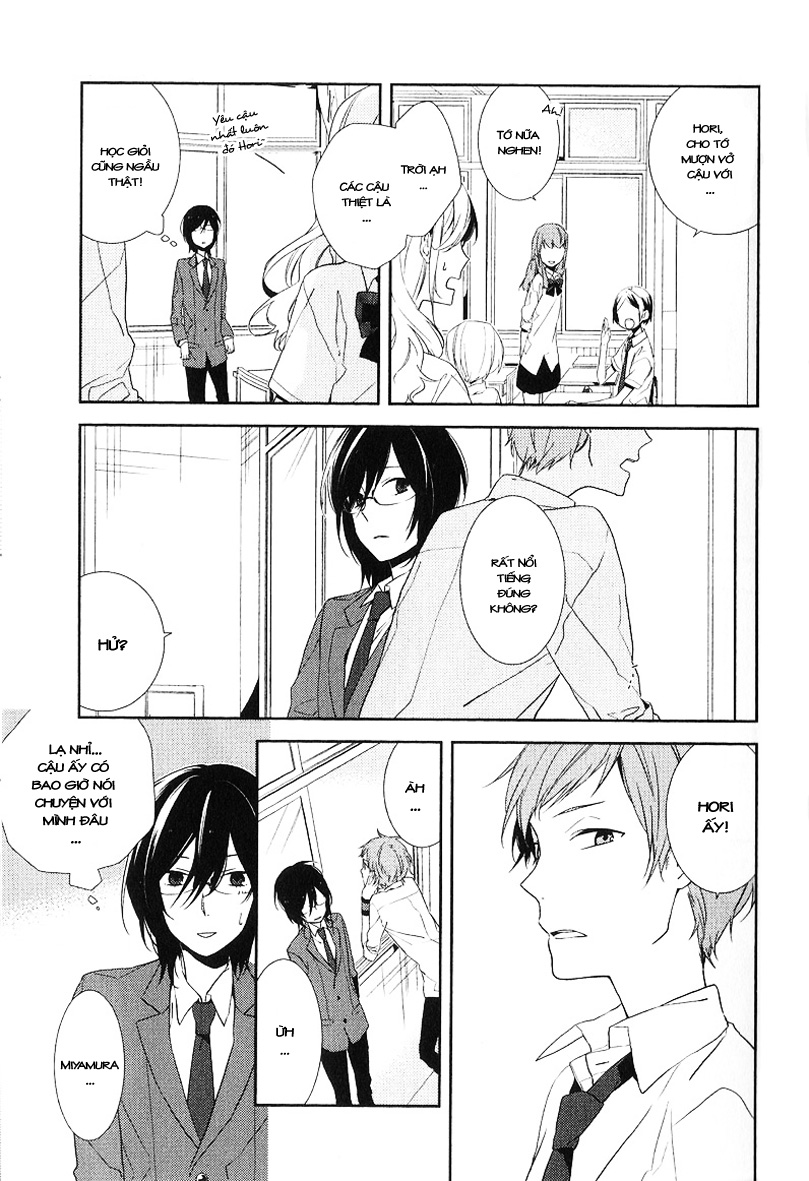 HORI,
CHO TỚ
MƯỢN VỞ
CẬU VỚI
...
Ah!
TỚ NỮA
NGHEN!
TRỜI ẠH
...
CÁC CẬU
THIỆT LÀ
...
Yêu cậu
nhất luôn
đó Hori~
HỌC GIỎI
CŨNG NGẦU
THẬT!
RẤT NỔI
TIẾNG,
ĐÚNG
KHÔNG?
HỬ?
HORI
ẤY!
ÀH
...
ỪH
...
LẠ NHỈ...
CẬU ẤY CÓ
BAO GIỜ NÓI
CHUYỆN VỚI
MÌNH ĐÂU
...
MIYAMURA
...